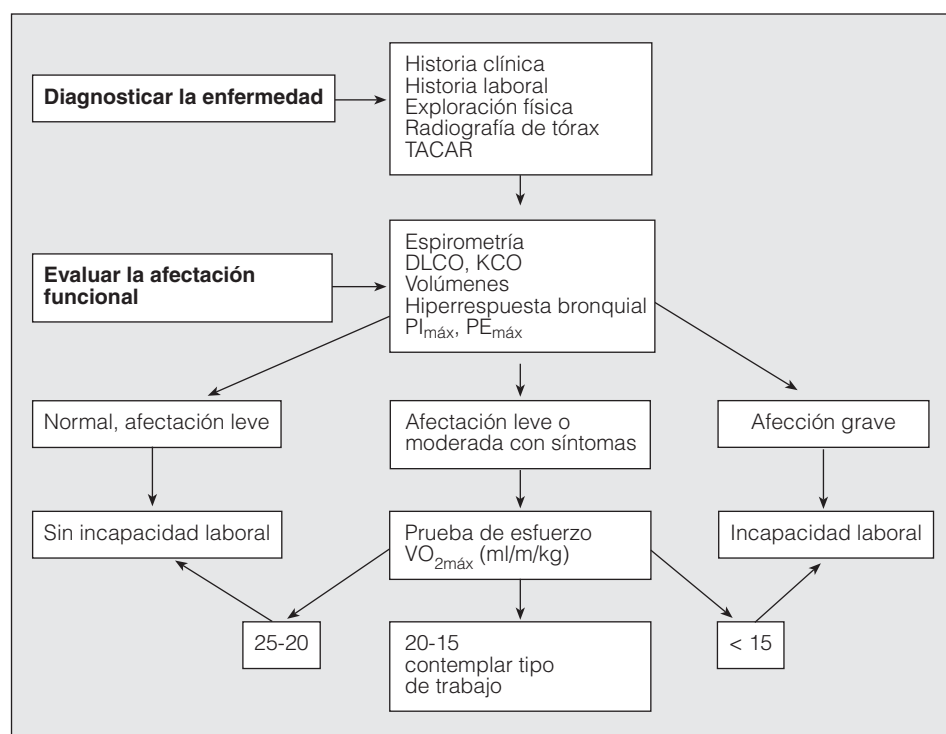 Diagnosticar la enfermedad
Historia clínica
Historia laboral
Exploración física
Radiografía de tórax
TACAR
Evaluar la afectación
funcional
Espirometría
DLCO, KCO
Volúmenes
Hiperrespuesta bronquial
PImáx, PEmáx
Normal, afectación leve
Afectación leve o
moderada con síntomas
Afección grave
Sin incapacidad laboral
Prueba de esfuerzo
VO2máx (ml/m/kg)
Incapacidad laboral
25-20
20-15
contemplar tipo
de trabajo
< 15